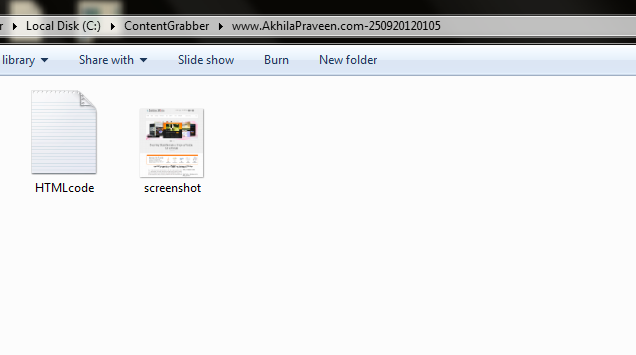 r ▸ Local Disk (C:) ▸ ContentGrabber ▸ www.AkhilaPraveen.com-250920120105
library Share with Slide show Burn New folder
HTMLcode screenshot